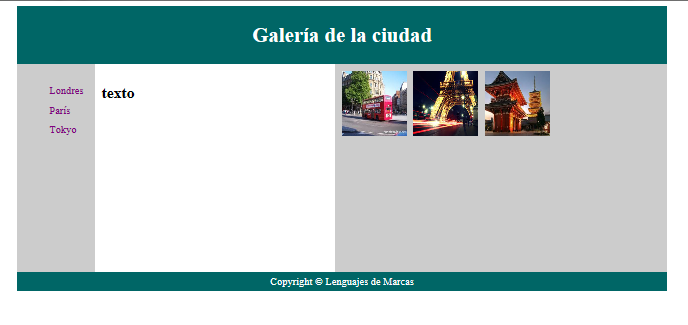 Galería de la ciudad
Londres
París
Tokyo
texto
Copyright © Lenguajes de Marcas